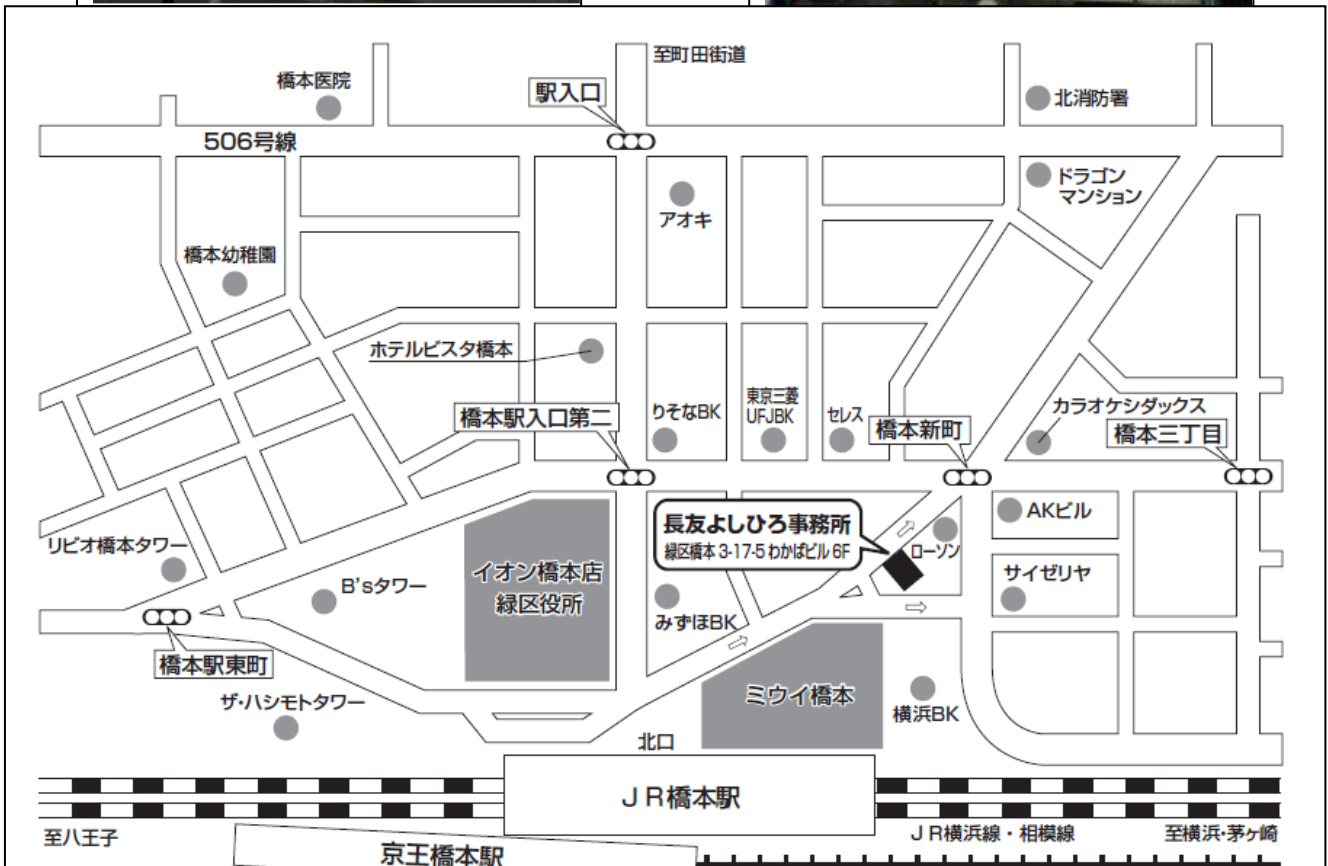 至町田街道
橋本医院
駅入口
北消防署
506号線
ドラゴン
マンション
アオキ
橋本幼稚園
ホテルビスタ橋本
橋本駅入口第二
りそなBK
東京三菱
UFJBK
セレス
橋本新町
カラオケシダックス
橋本三丁目
長友よしひろ事務所
緑区橋本 3-17-5 わかばビル 6F
ローソン
AKビル
リビオ橋本タワー
B'sタワー
イオン橋本店
緑区役所
サイゼリヤ
みずほBK
橋本駅東町
ザ・ハシモトタワー
ミウイ橋本
横浜BK
北口
JR橋本駅
至八王子
JR横浜線・相模線
至横浜・茅ヶ崎
京王橋本駅